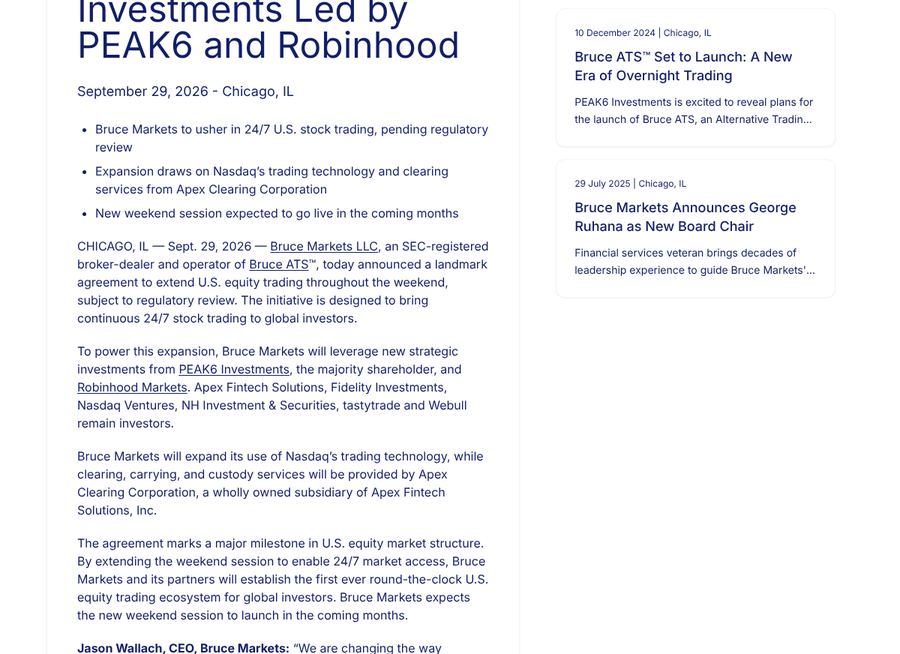 Investments Led by
PEAK6 and Robinhood
September 29, 2026 - Chicago, IL
• Bruce Markets to usher in 24/7 U.S. stock trading, pending regulatory
review
• Expansion draws on Nasdaq’s trading technology and clearing
services from Apex Clearing Corporation
• New weekend session expected to go live in the coming months
CHICAGO, IL — Sept. 29, 2026 — Bruce Markets LLC, an SEC-registered
broker-dealer and operator of Bruce ATS™, today announced a landmark
agreement to extend U.S. equity trading throughout the weekend,
subject to regulatory review. The initiative is designed to bring
continuous 24/7 stock trading to global investors.
To power this expansion, Bruce Markets will leverage new strategic
investments from PEAK6 Investments, the majority shareholder, and
Robinhood Markets. Apex Fintech Solutions, Fidelity Investments,
Nasdaq Ventures, NH Investment & Securities, tastytrade and Webull
remain investors.
Bruce Markets will expand its use of Nasdaq’s trading technology, while
clearing, carrying, and custody services will be provided by Apex
Clearing Corporation, a wholly owned subsidiary of Apex Fintech
Solutions, Inc.
The agreement marks a major milestone in U.S. equity market structure.
By extending the weekend session to enable 24/7 market access, Bruce
Markets and its partners will establish the first ever round-the-clock U.S.
equity trading ecosystem for global investors. Bruce Markets expects
the new weekend session to launch in the coming months.
Jason Wallach, CEO, Bruce Markets: “We are changing the way
10 December 2024 | Chicago, IL
Bruce ATS™ Set to Launch: A New
Era of Overnight Trading
PEAK6 Investments is excited to reveal plans for
the launch of Bruce ATS, an Alternative Tradin...
29 July 2025 | Chicago, IL
Bruce Markets Announces George
Ruhana as New Board Chair
Financial services veteran brings decades of
leadership experience to guide Bruce Markets'...